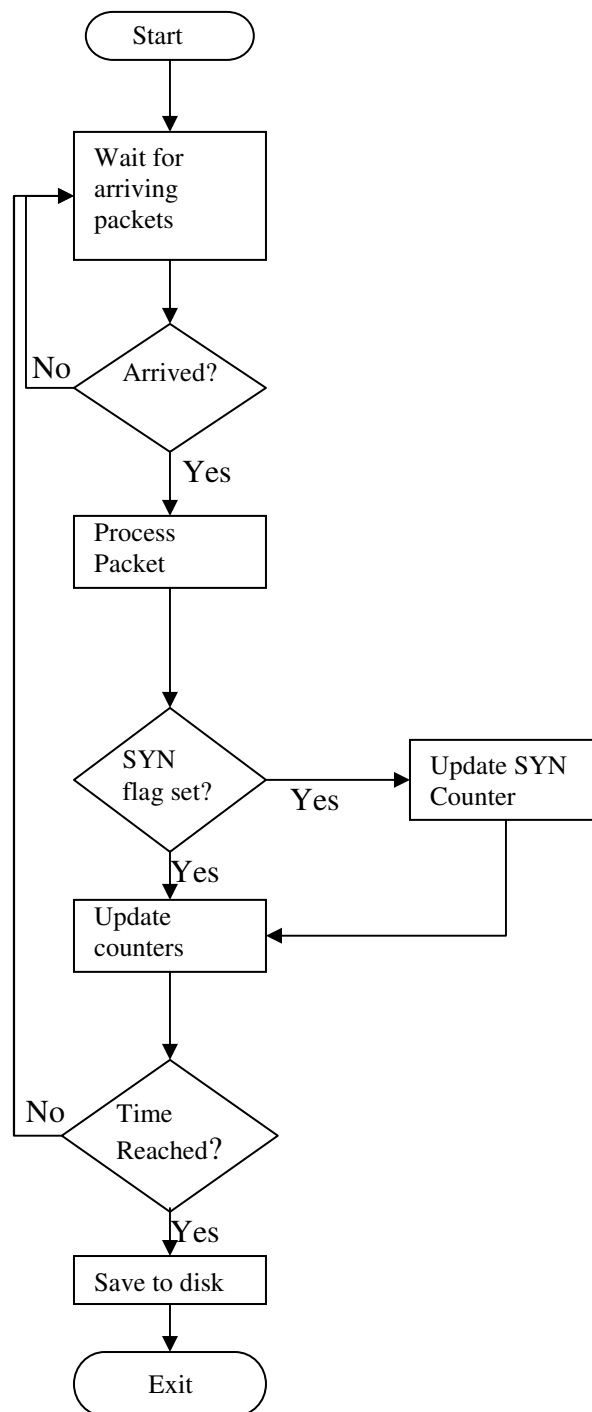 Start
Wait for
arriving
packets
No
Arrived?
Yes
Process
Packet
SYN
flag set?
Yes
Update SYN
Counter
Yes
Update
counters
No
Time
Reached?
Yes
Save to disk
Exit